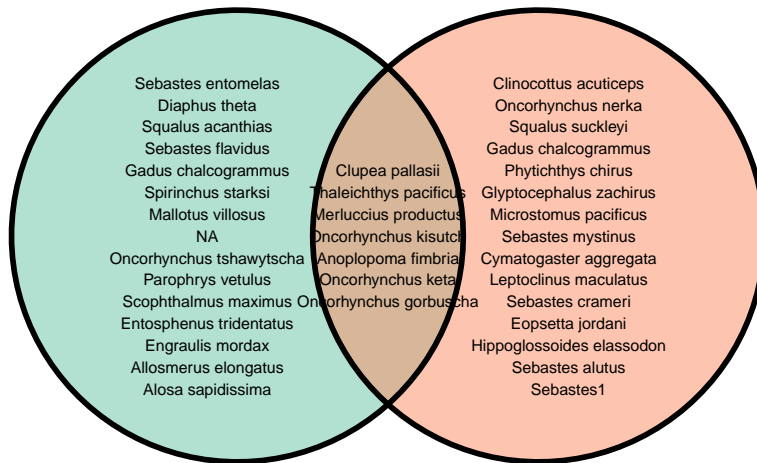 Sebastes entomelas
Diaphus theta
Squalus acanthias
Sebastes flavidus
Gadus chalcogrammus
Spirinchus starksi
Mallotus villosus
NA
Oncorhynchus tshawytscha
Parophrys vetulus
Scophthalmus maximus
Entosphenus tridentatus
Engraulis mordax
Allosmerus elongatus
Alosa sapidissima
Clupea pallasii
Thaleichthys pacificus
Merluccius productus
Oncorhynchus kisutch
Anoplopoma fimbria
Oncorhynchus keta
Oncorhynchus gorbuscha
Clinocottus acuticeps
Oncorhynchus nerka
Squalus suckleyi
Gadus chalcogrammus
Phytichthys chirus
Glyptocephalus zachirus
Microstomus pacificus
Sebastes mystinus
Cymatogaster aggregata
Leptoclinus maculatus
Sebastes crameri
Eopsetta jordani
Hippoglossoides elassodon
Sebastes alutus
Sebastes1